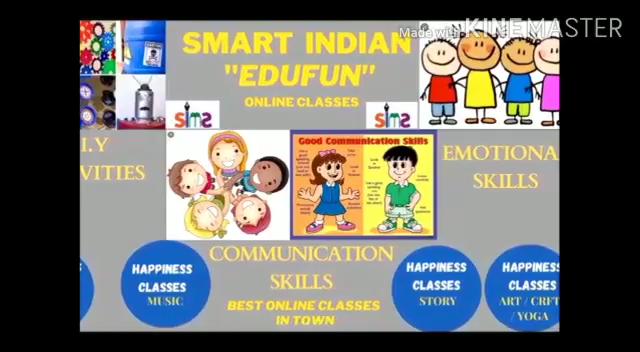 Made with KINEMASTER
SMART INDIAN
"EDUFUN"
ONLINE CLASSES
sims
sims
Good Communication Skills
LY
VITIES
EMOTIONA
SKILLS
COMMUNICATION
SKILLS
BEST ONLINE CLASSES
IN TOWN
HAPPINESS
CLASSES
MUSIC
HAPPINESS
CLASSES
STORY
HAPPINESS
CLASSES
ART / CRFT
/ YOGA